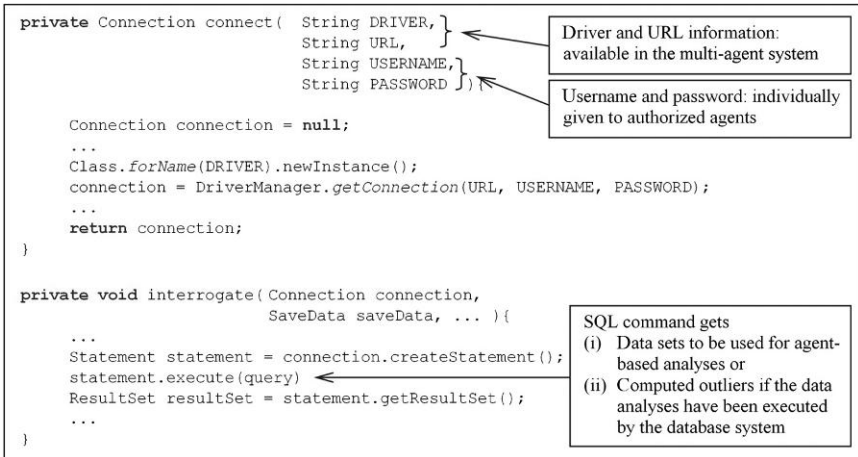 private Connection connect( String DRIVER,
String URL,
String USERNAME,
String PASSWORD ){
Driver and URL information:
available in the multi-agent system
Username and password: individually
given to authorized agents
Connection connection = null;
...
Class.forName(DRIVER).newInstance();
connection = DriverManager.getConnection(URL, USERNAME, PASSWORD);
...
return connection;
}
private void interrogate( Connection connection,
SaveData saveData, ... ){
...
Statement statement = connection.createStatement();
statement.execute(query)
ResultSet resultSet = statement.getResultSet();
...
}
SQL command gets
(i) Data sets to be used for agent-
based analyses or
(ii) Computed outliers if the data
analyses have been executed
by the database system